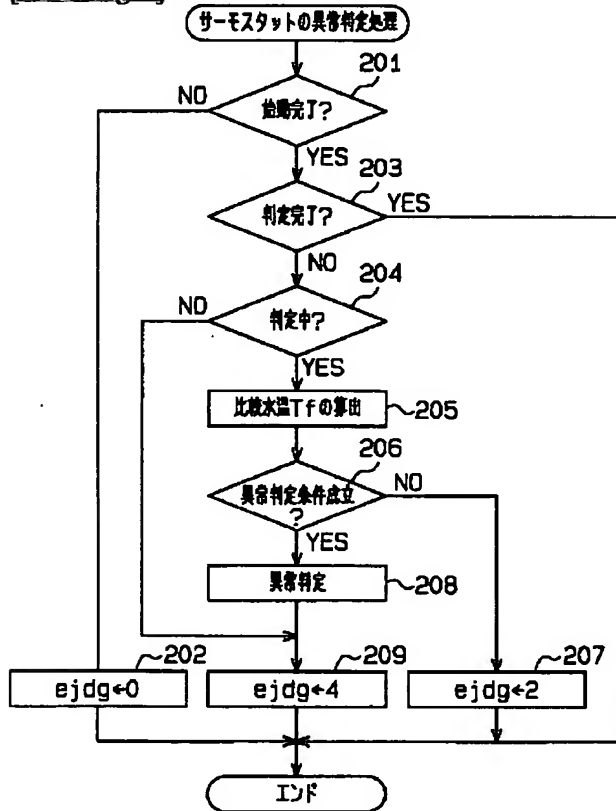 サーモスタットの異常判定処理
201
始動完了?
NO
YES
203
判定完了?
YES
NO
204
NO
判定中?
YES
比較水温Tfの算出
205
206
異常判定条件成立
?
NO
YES
異常判定
208
202
209
207
ejdg←0
ejdg←4
ejdg←2
エンド